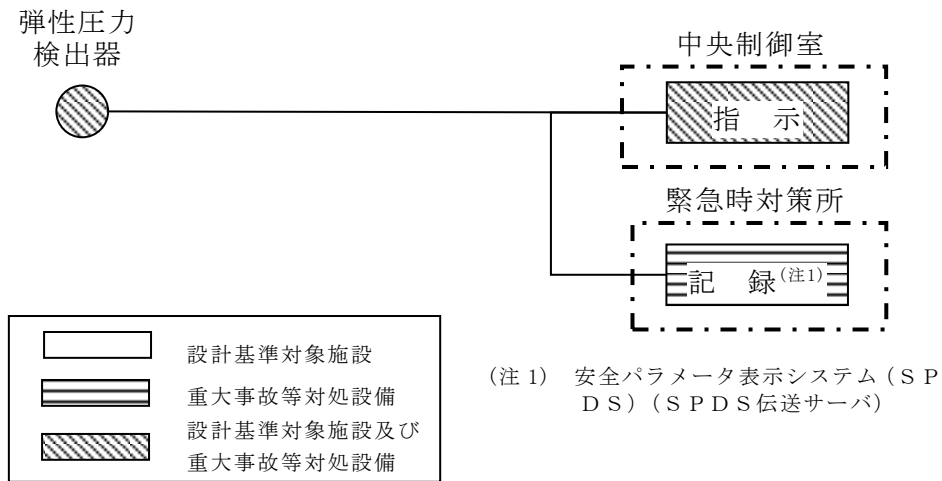 弾性圧力
検出器
中央制御室
指　示
緊急時対策所
記　録(注1)
設計基準対象施設
重大事故等対処設備
設計基準対象施設及び
重大事故等対処設備
(注 1)　安全パラメータ表示システム（ＳＰ
ＤＳ）（ＳＰＤＳ伝送サーバ）